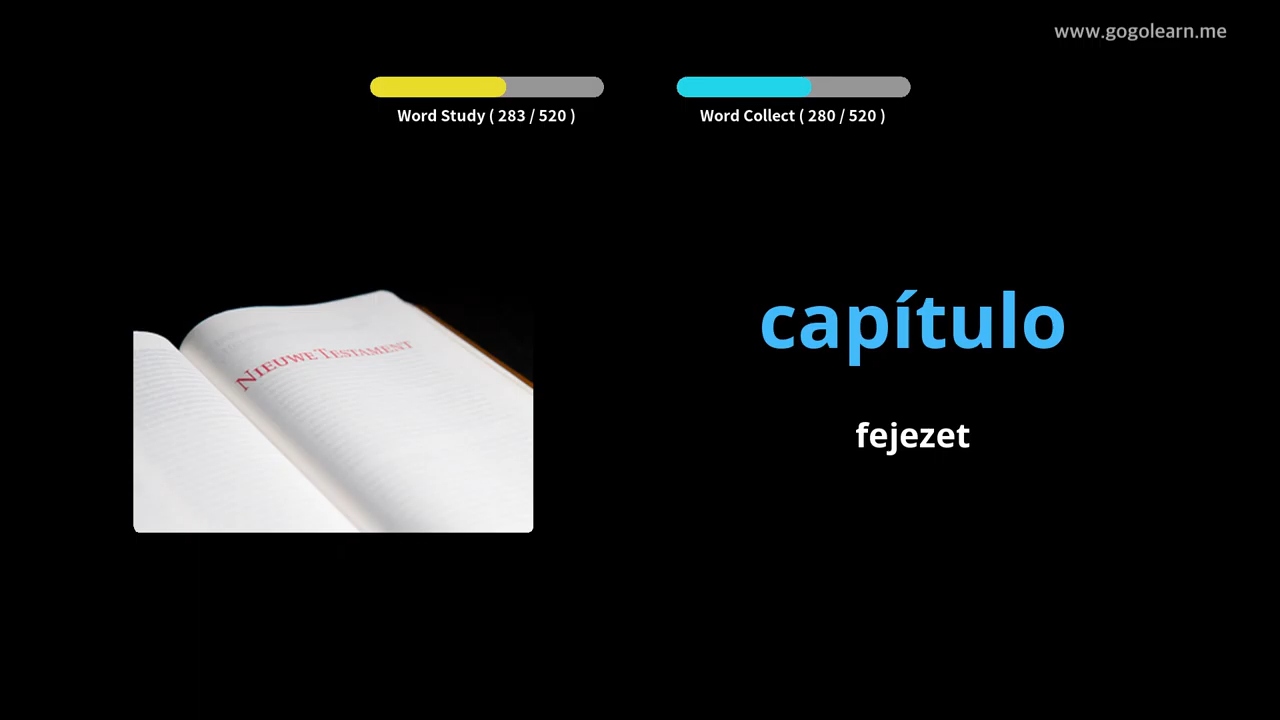 www.gogolearn.me
Word Study ( 283 / 520 )
Word Collect ( 280 / 520 )
NIEUWE TESTAMENT
capítulo
fejezet